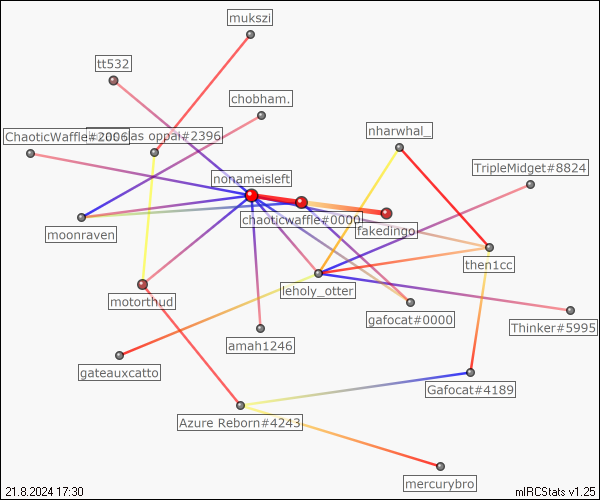 mukszi
tt532
chobham.
nharwhal_
ChaoticWaffle#2006
las oppai#2396
TripleMidget#8824
nonameisleft
chaoticwaffle#0000
fakedingo
moonraven
then1cc
leholy_otter
motorthud
gafocat#0000
Thinker#5995
amah1246
gateauxcatto
Gafocat#4189
Azure Reborn#4243
mercurybro
21.8.2024 17:30
mIRCStats v1.25